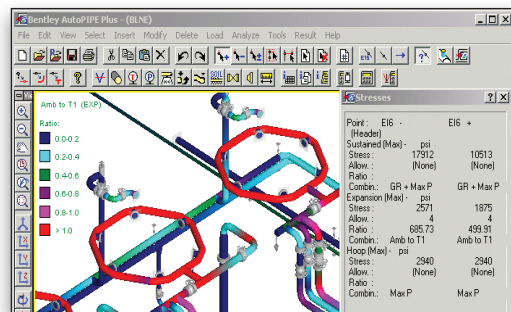 Bentley AutoPIPE Plus - (BLNE)
File Edit View Select Insert Modify Delete Load Analyze Tools Result Help
Amb to T1 (EXP)
Ratio:
0.0-0.2
0.2-0.4
0.4-0.6
0.6-0.8
0.8-1.0
> 1.0
Stresses
Point : EI6 - EI6 +
(Header)
Sustained (Max) - psi
Stress : 17912 10513
Allow. : (None) (None)
Ratio :
Combin.: GR + Max P GR + Max P
Expansion (Max) - psi
Stress : 2571 1875
Allow. : 4 4
Ratio : 685.73 499.91
Combin.: Amb to T1 Amb to T1
Hoop (Max) - psi
Stress : 2940 2940
Allow. : (None) (None)
Ratio :
Combin.: Max P Max P